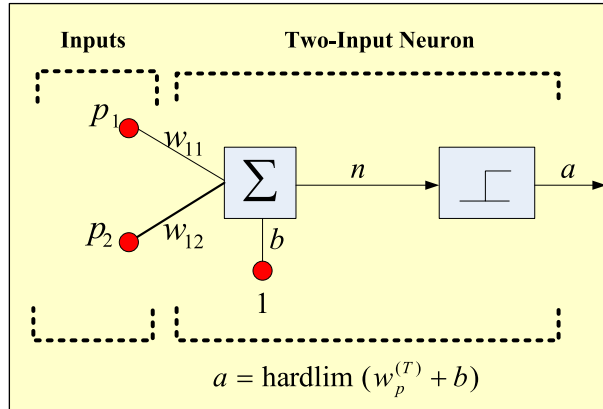 Inputs
Two-Input Neuron
p₁
w₁₁
∑
n
a
p₂
w₁₂
b
1
a = hardlim (w_p^(T) + b)